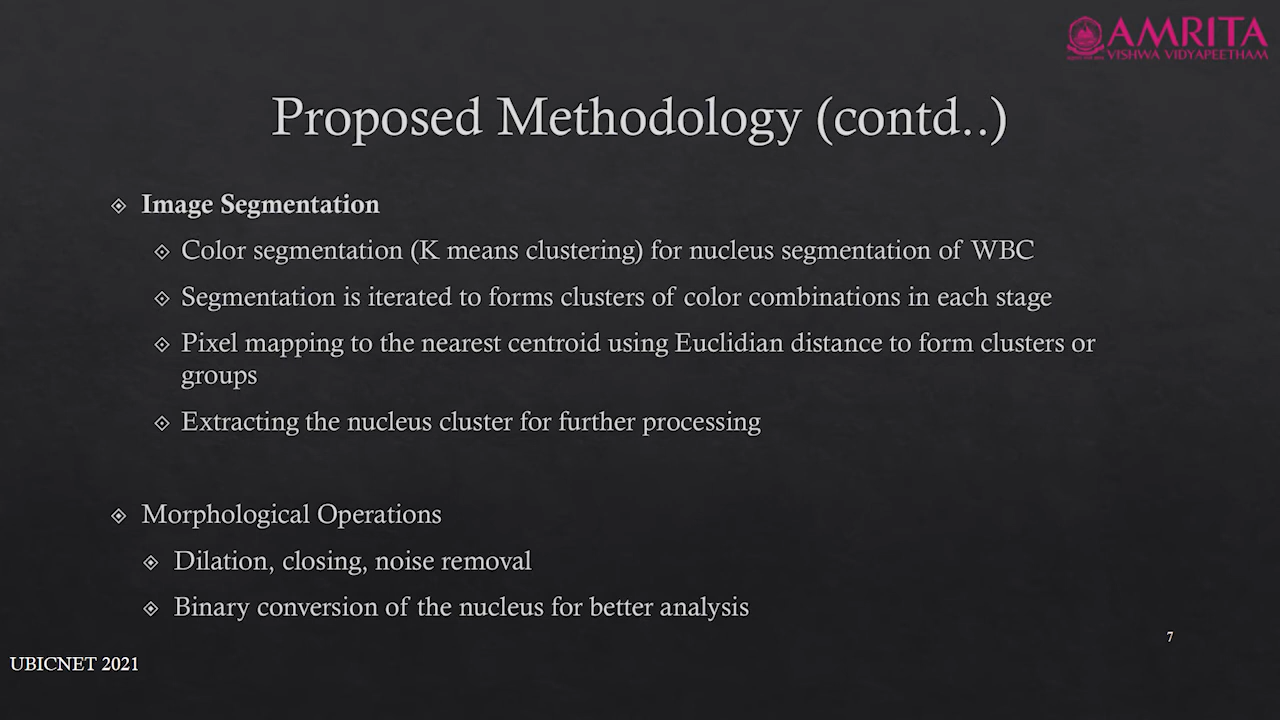 AMRITA
VISHWA VIDYAPEETHAM
Proposed Methodology (contd..)
Image Segmentation
Color segmentation (K means clustering) for nucleus segmentation of WBC
Segmentation is iterated to forms clusters of color combinations in each stage
Pixel mapping to the nearest centroid using Euclidian distance to form clusters or
groups
Extracting the nucleus cluster for further processing
Morphological Operations
Dilation, closing, noise removal
Binary conversion of the nucleus for better analysis
7
UBICNET 2021